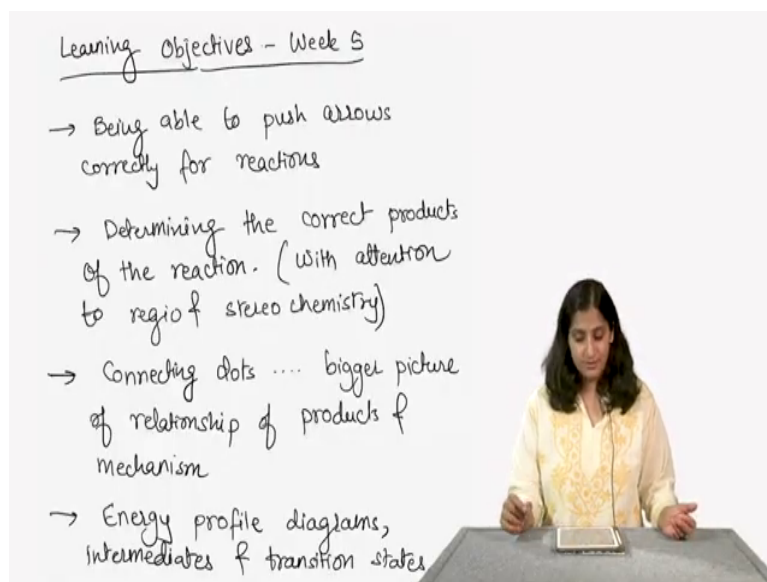 Learning Objectives - Week 5
→ Being able to push arrows
correctly for reactions
→ Determining the correct products
of the reaction. (with attention
to regio & stereo chemistry)
→ Connecting dots .... bigger picture
of relationship of products &
mechanism
→ Energy profile diagrams,
intermediates & transition states